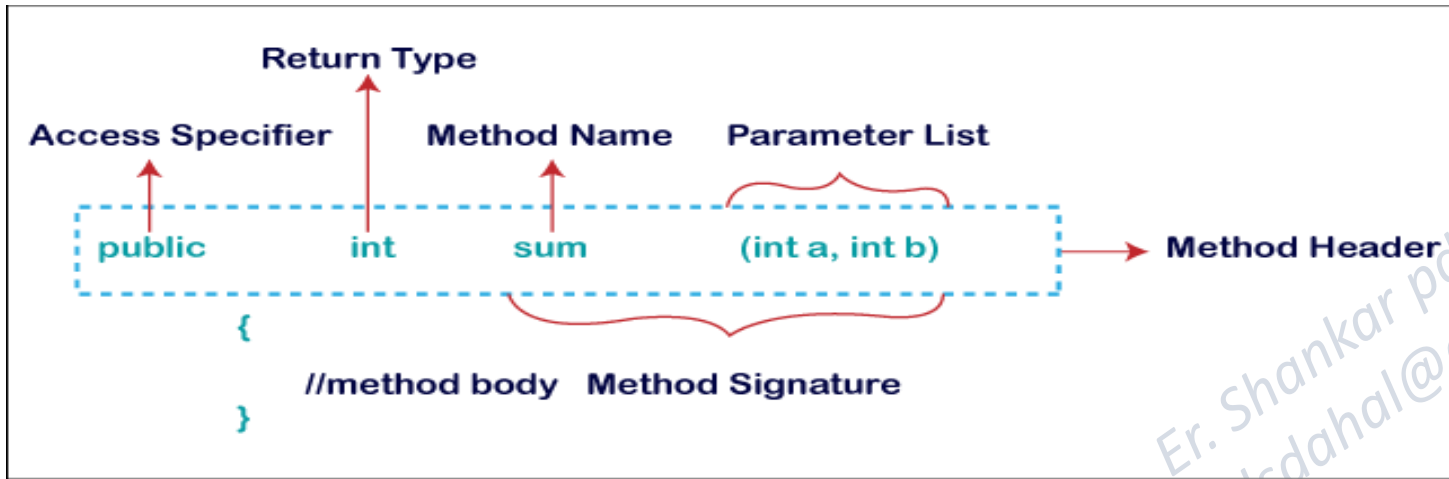 Return Type
Access Specifier Method Name Parameter List
public int sum (int a, int b) Method Header
{
//method body Method Signature
}
Er. Shankar